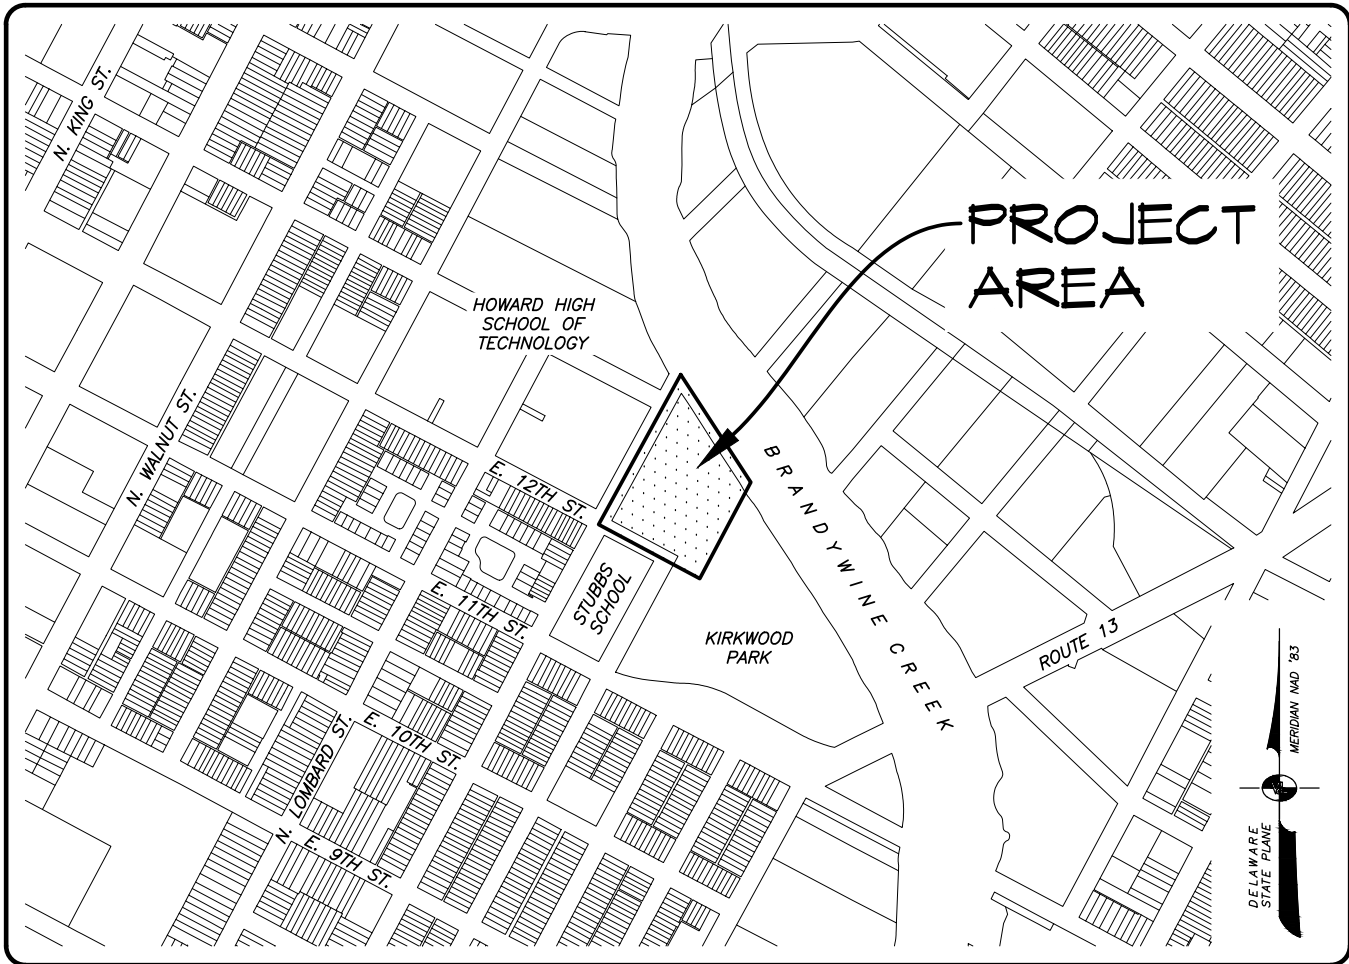 N. KING ST.
PROJECT
AREA
HOWARD HIGH
SCHOOL OF
TECHNOLOGY
N. WALNUT ST.
E. 12TH ST.
BRANDYWINE CREEK
E. 11TH ST.
STUBBS
SCHOOL
KIRKWOOD
PARK
ROUTE 13
MERIDIAN NAD '83
N. LOMBARD ST.
E. 10TH ST.
E. 9TH ST.
DELAWARE
STATE PLANE